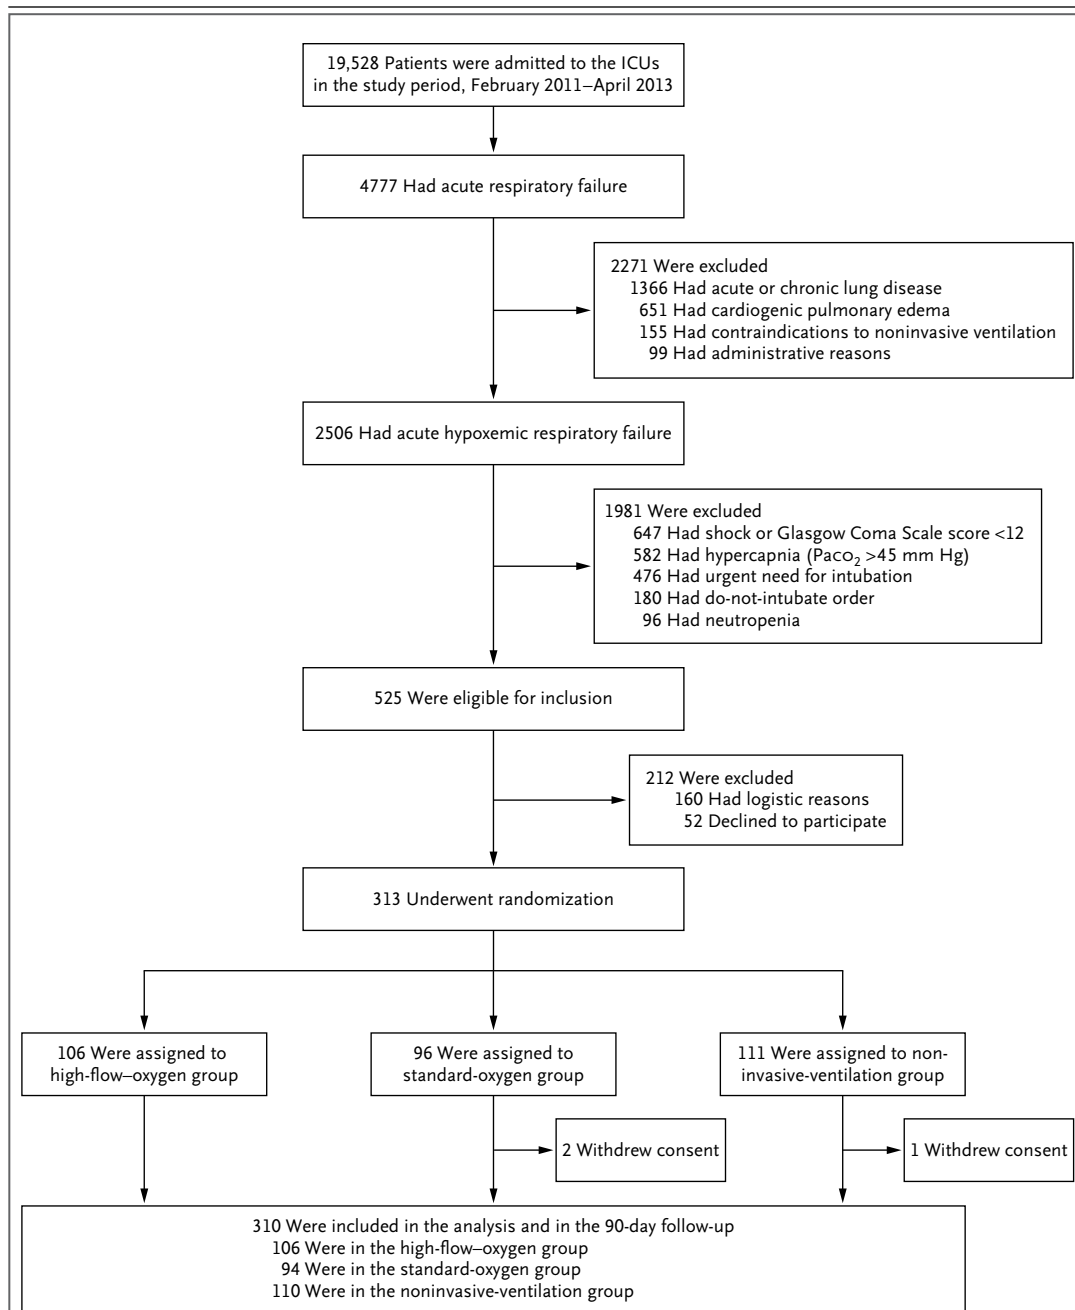 19,528 Patients were admitted to the ICUs
in the study period, February 2011–April 2013
4777 Had acute respiratory failure
2271 Were excluded
1366 Had acute or chronic lung disease
651 Had cardiogenic pulmonary edema
155 Had contraindications to noninvasive ventilation
99 Had administrative reasons
2506 Had acute hypoxemic respiratory failure
1981 Were excluded
647 Had shock or Glasgow Coma Scale score <12
582 Had hypercapnia (Paco₂ >45 mm Hg)
476 Had urgent need for intubation
180 Had do-not-intubate order
96 Had neutropenia
525 Were eligible for inclusion
212 Were excluded
160 Had logistic reasons
52 Declined to participate
313 Underwent randomization
106 Were assigned to
high-flow–oxygen group
96 Were assigned to
standard-oxygen group
111 Were assigned to non-
invasive-ventilation group
2 Withdrew consent
1 Withdrew consent
310 Were included in the analysis and in the 90-day follow-up
106 Were in the high-flow–oxygen group
94 Were in the standard-oxygen group
110 Were in the noninvasive-ventilation group